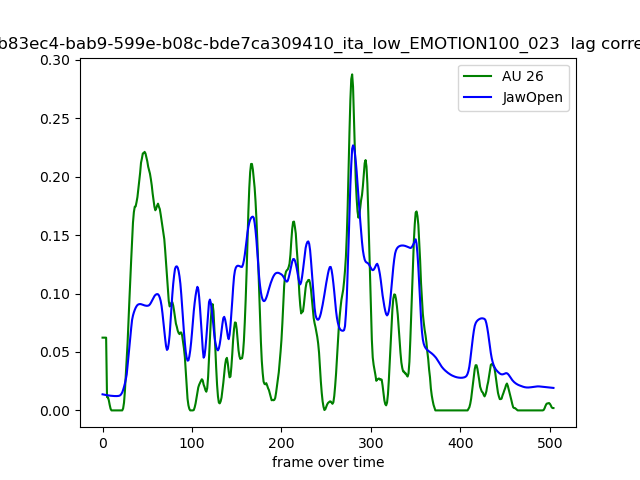 b83ec4-bab9-599e-b08c-bde7ca309410_ita_low_EMOTION100_023 lag corre
0.30
AU 26
JawOpen
0.25
0.20
0.15
0.10
0.05
0.00
0 100 200 300 400 500
frame over time